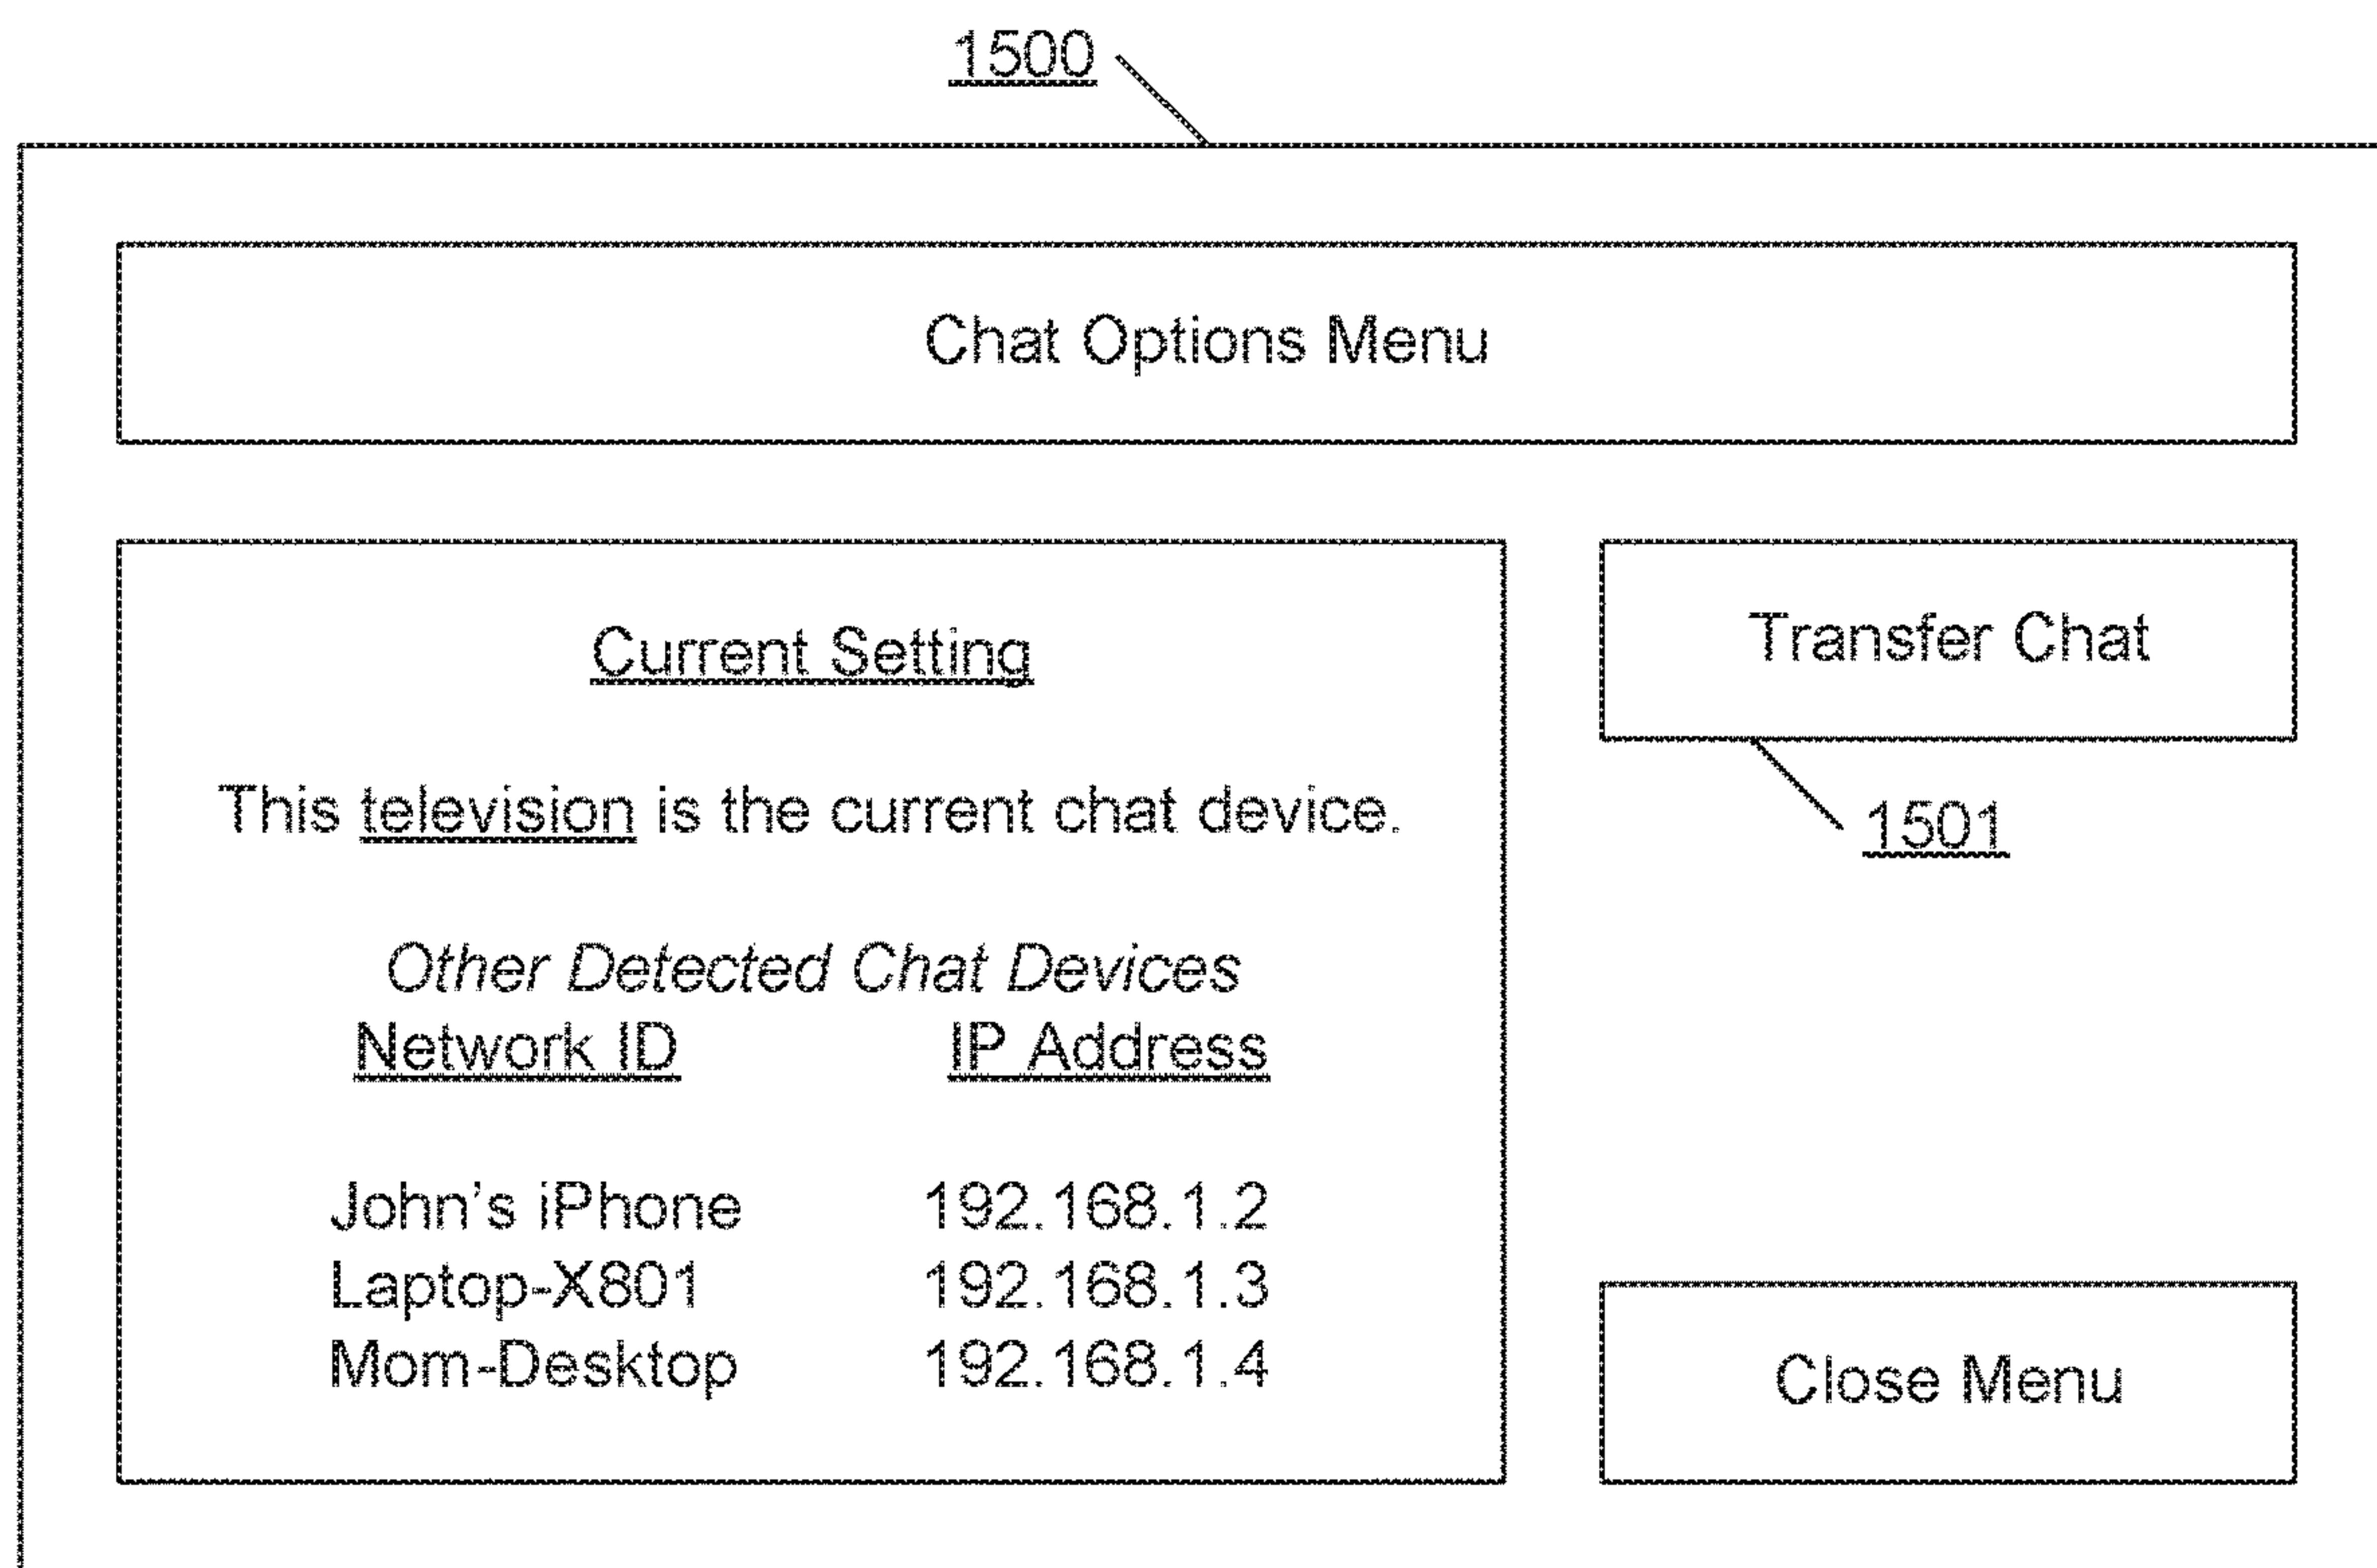 1500
Chat Options Menu
Current Setting
This television is the current chat device.
Other Detected Chat Devices
Network ID IP Address
John's iPhone 192.168.1.2
Laptop-X801 192.168.1.3
Mom-Desktop 192.168.1.4
Transfer Chat
1501
Close Menu